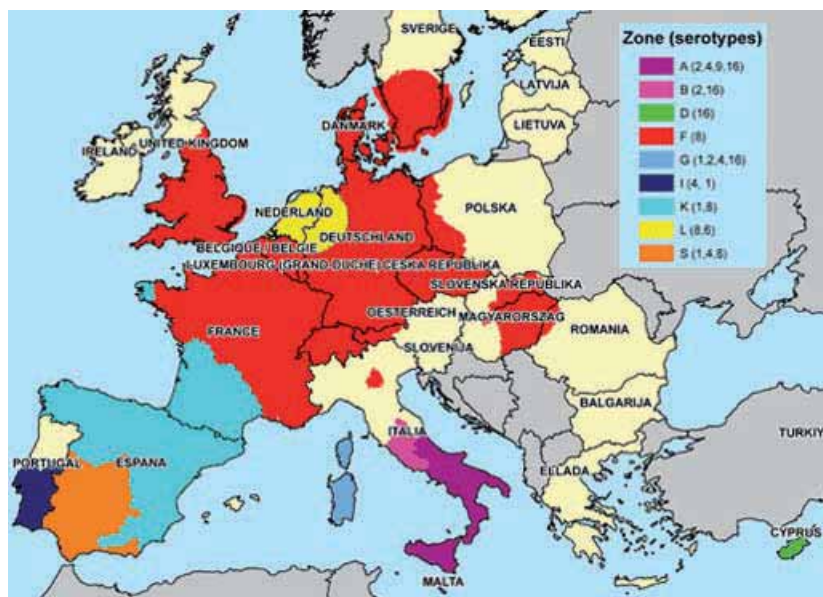 SVERIGE
EESTI
LATVIJA
LIETUVA
DANMARK
IRELAND
UNITED KINGDOM
NEDERLAND
POLSKA
DEUTSCHLAND
BELGIQUE / BELGIE
LUXEMBOURG (GRAND-DUCHE)
CESKA REPUBLIKA
SLOVENSKA REPUBLIKA
OESTERREICH
MAGYARORSZAG
FRANCE
ROMANIA
SLOVENIJA
BALGARIJA
ITALIA
PORTUGAL
ESPANA
ELLADA
TURKIY
CYPRUS
MALTA
Zone (serotypes)
A (2,4,9,16)
B (2,16)
D (16)
F (8)
G (1,2,4,16)
I (4, 1)
K (1,8)
L (8,6)
S (1,4,8)